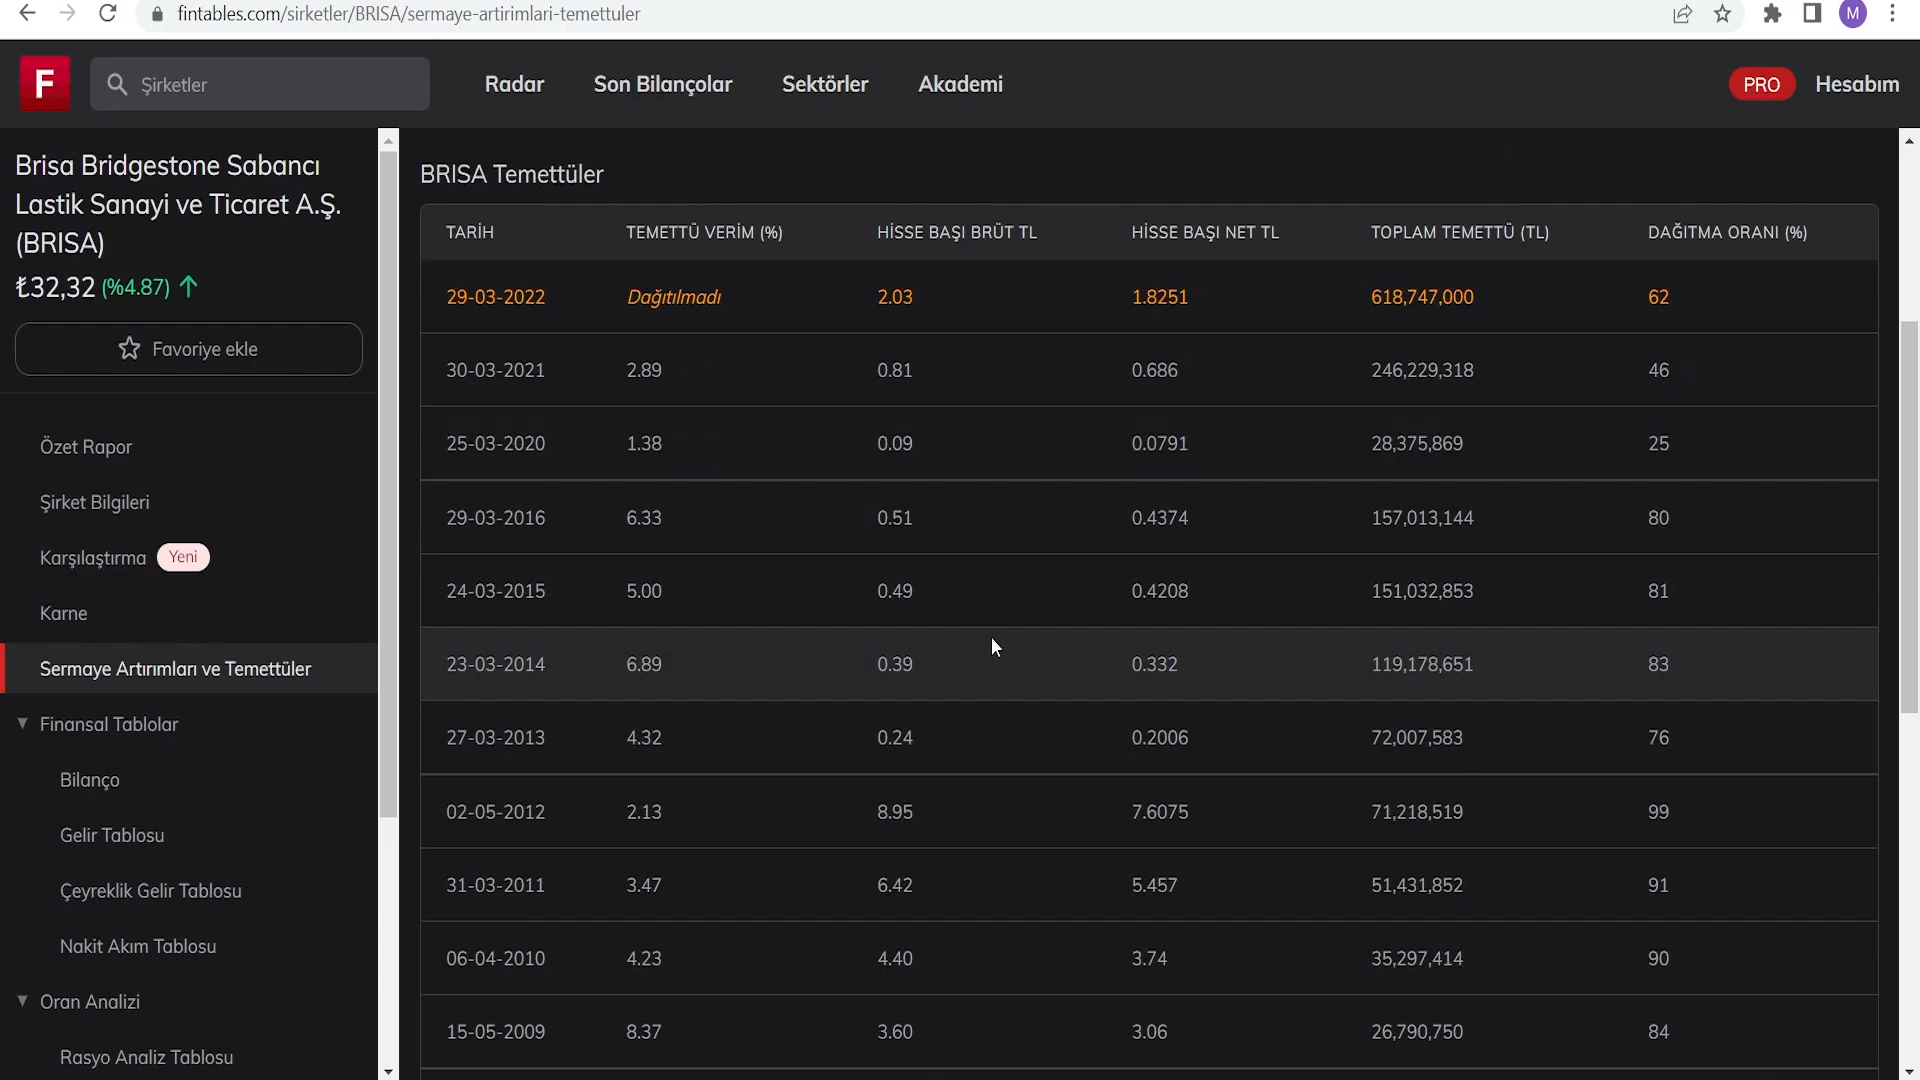 fintables.com/sirketler/BRISA/sermaye-artirimlari-temettuler
M
F
Şirketler
Radar
Son Bilançolar
Sektörler
Akademi
PRO
Hesabım
Brisa Bridgestone Sabancı
Lastik Sanayi ve Ticaret A.Ş.
(BRISA)
₺32,32 (%4.87)
Favoriye ekle
Özet Rapor
Şirket Bilgileri
Karşılaştırma Yeni
Karne
Sermaye Artırımları ve Temettüler
Finansal Tablolar
Bilanço
Gelir Tablosu
Çeyreklik Gelir Tablosu
Nakit Akım Tablosu
Oran Analizi
Rasyo Analiz Tablosu
BRISA Temettüler
TARİH TEMETTÜ VERİM (%) HİSSE BAŞI BRÜT TL HİSSE BAŞI NET TL TOPLAM TEMETTÜ (TL) DAĞITMA ORANI (%)
29-03-2022 Dağıtılmadı 2.03 1.8251 618,747,000 62
30-03-2021 2.89 0.81 0.686 246,229,318 46
25-03-2020 1.38 0.09 0.0791 28,375,869 25
29-03-2016 6.33 0.51 0.4374 157,013,144 80
24-03-2015 5.00 0.49 0.4208 151,032,853 81
23-03-2014 6.89 0.39 0.332 119,178,651 83
27-03-2013 4.32 0.24 0.2006 72,007,583 76
02-05-2012 2.13 8.95 7.6075 71,218,519 99
31-03-2011 3.47 6.42 5.457 51,431,852 91
06-04-2010 4.23 4.40 3.74 35,297,414 90
15-05-2009 8.37 3.60 3.06 26,790,750 84